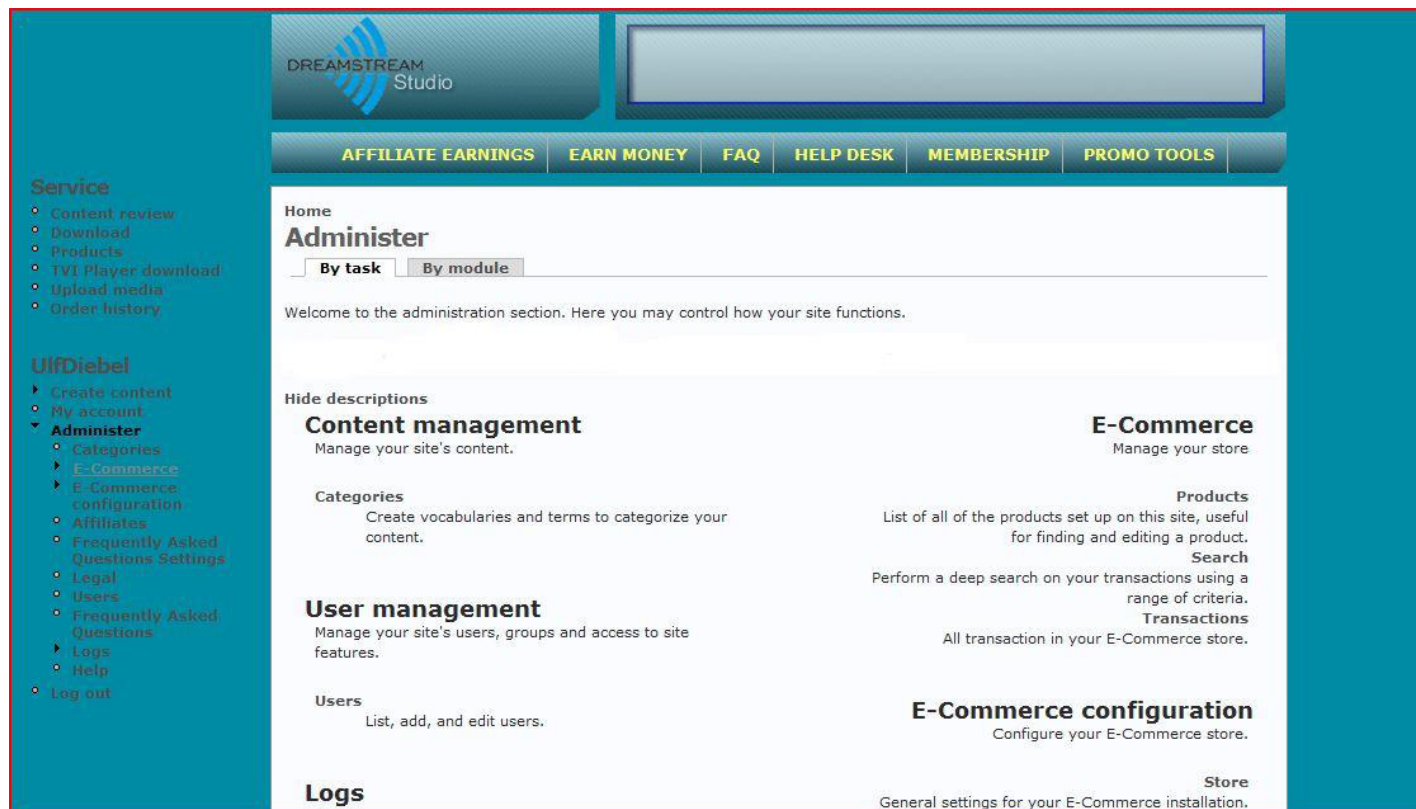 DREAMSTREAM
Studio
AFFILIATE EARNINGS
EARN MONEY
FAQ
HELP DESK
MEMBERSHIP
PROMO TOOLS
Service
Content review
Download
Products
TVI Player download
Upload media
Order history
UlfDiebel
Create content
My account
Administer
Categories
E-Commerce
E-Commerce
configuration
Affiliates
Frequently Asked
Questions Settings
Legal
Users
Frequently Asked
Questions
Logs
Help
Log out
Home
Administer
By task
By module
Welcome to the administration section. Here you may control how your site functions.
Hide descriptions
Content management
Manage your site's content.
Categories
Create vocabularies and terms to categorize your
content.
User management
Manage your site's users, groups and access to site
features.
Users
List, add, and edit users.
Logs
E-Commerce
Manage your store
Products
List of all of the products set up on this site, useful
for finding and editing a product.
Search
Perform a deep search on your transactions using a
range of criteria.
Transactions
All transaction in your E-Commerce store.
E-Commerce configuration
Configure your E-Commerce store.
Store
General settings for your E-Commerce installation.